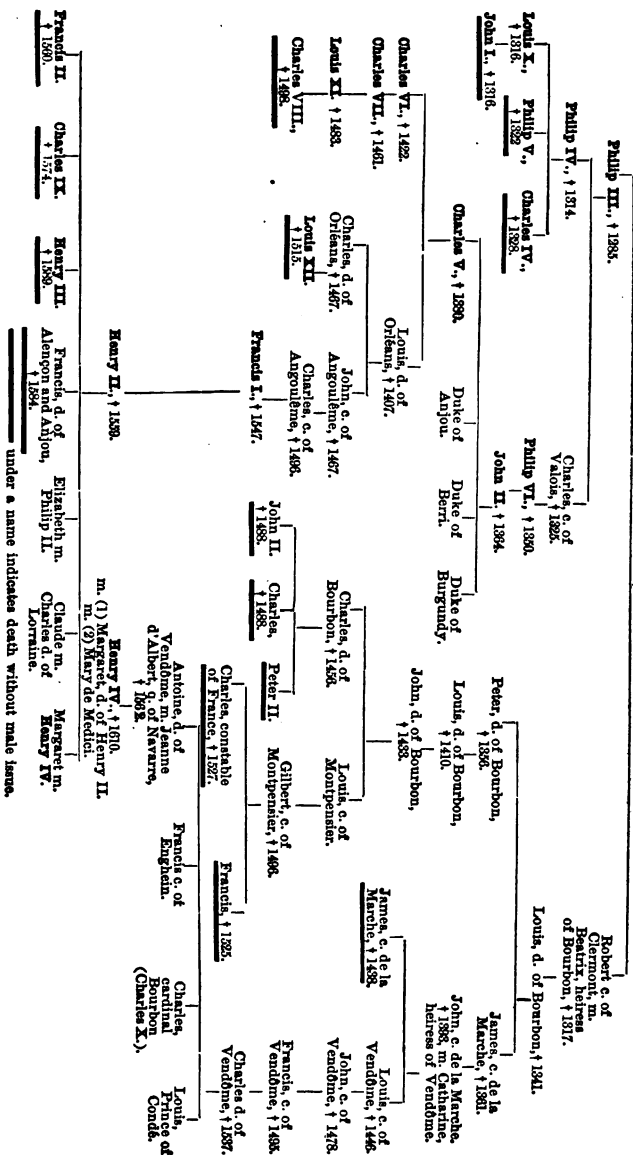 Philip III., † 1285.
Robert c. of
Clermont, m.
Beatrix, heiress
of Bourbon, † 1317.
Philip IV., † 1314.
Charles, c. of
Valois, † 1325.
Louis, d. of Bourbon, † 1341.
Louis X.,
† 1316.
Philip V.,
† 1322
Charles IV.,
† 1328.
John I., † 1316.
Philip VI., † 1350.
John II. † 1364.
Peter, d. of Bourbon,
† 1356.
Louis, d. of Bourbon,
† 1410.
John, d. of Bourbon,
† 1433.
James, c. de la
Marche, † 1361.
John, c. de la Marche.
† 1393, m. Catharine,
heiress of Vendôme.
Charles V., † 1380.
Duke of
Anjou.
Duke of
Berri.
Duke of
Burgundy.
Charles VI., † 1422.
Charles VII., † 1461.
Louis XI. † 1483.
Charles VIII.,
† 1498.
Louis, d. of
Orléans, † 1407.
Charles, d. of
Orléans, † 1467.
Louis XII.
† 1515.
John, c. of
Angoulême, † 1467.
Charles, c. of
Angoulême, † 1496.
Francis I., † 1547.
Charles, d. of
Bourbon, † 1456.
Louis, c. of
Montpensier.
James, c. de la
Marche, † 1438.
Louis, c. of
Vendôme, † 1446.
John II.
† 1488.
Charles,
† 1488.
Peter II.
Gilbert, c. of
Montpensier, † 1496.
John, c. of
Vendôme, † 1478.
Francis, c. of
Vendôme, † 1495.
Charles, constable
of France, † 1527.
Francis, † 1525.
Charles d. of
Vendôme, † 1537.
Henry II., † 1559.
Antoine, d. of
Vendôme, m. Jeanne
d'Albert, q. of Navarre,
† 1562.
Francis c. of
Enghein.
Charles,
cardinal
Bourbon
(Charles X.).
Louis,
Prince of
Condé.
Henry IV., † 1610.
m. (1) Margaret, d. of Henry II.
m. (2) Mary de Medici.
Francis II.
† 1560.
Charles IX.
† 1574.
Henry III.
† 1589.
Francis, d. of
Alençon and Anjou,
† 1584.
Elizabeth m.
Philip II.
Claude m.
Charles d. of
Lorraine.
Margaret m.
Henry IV.
under a name indicates death without male issue.